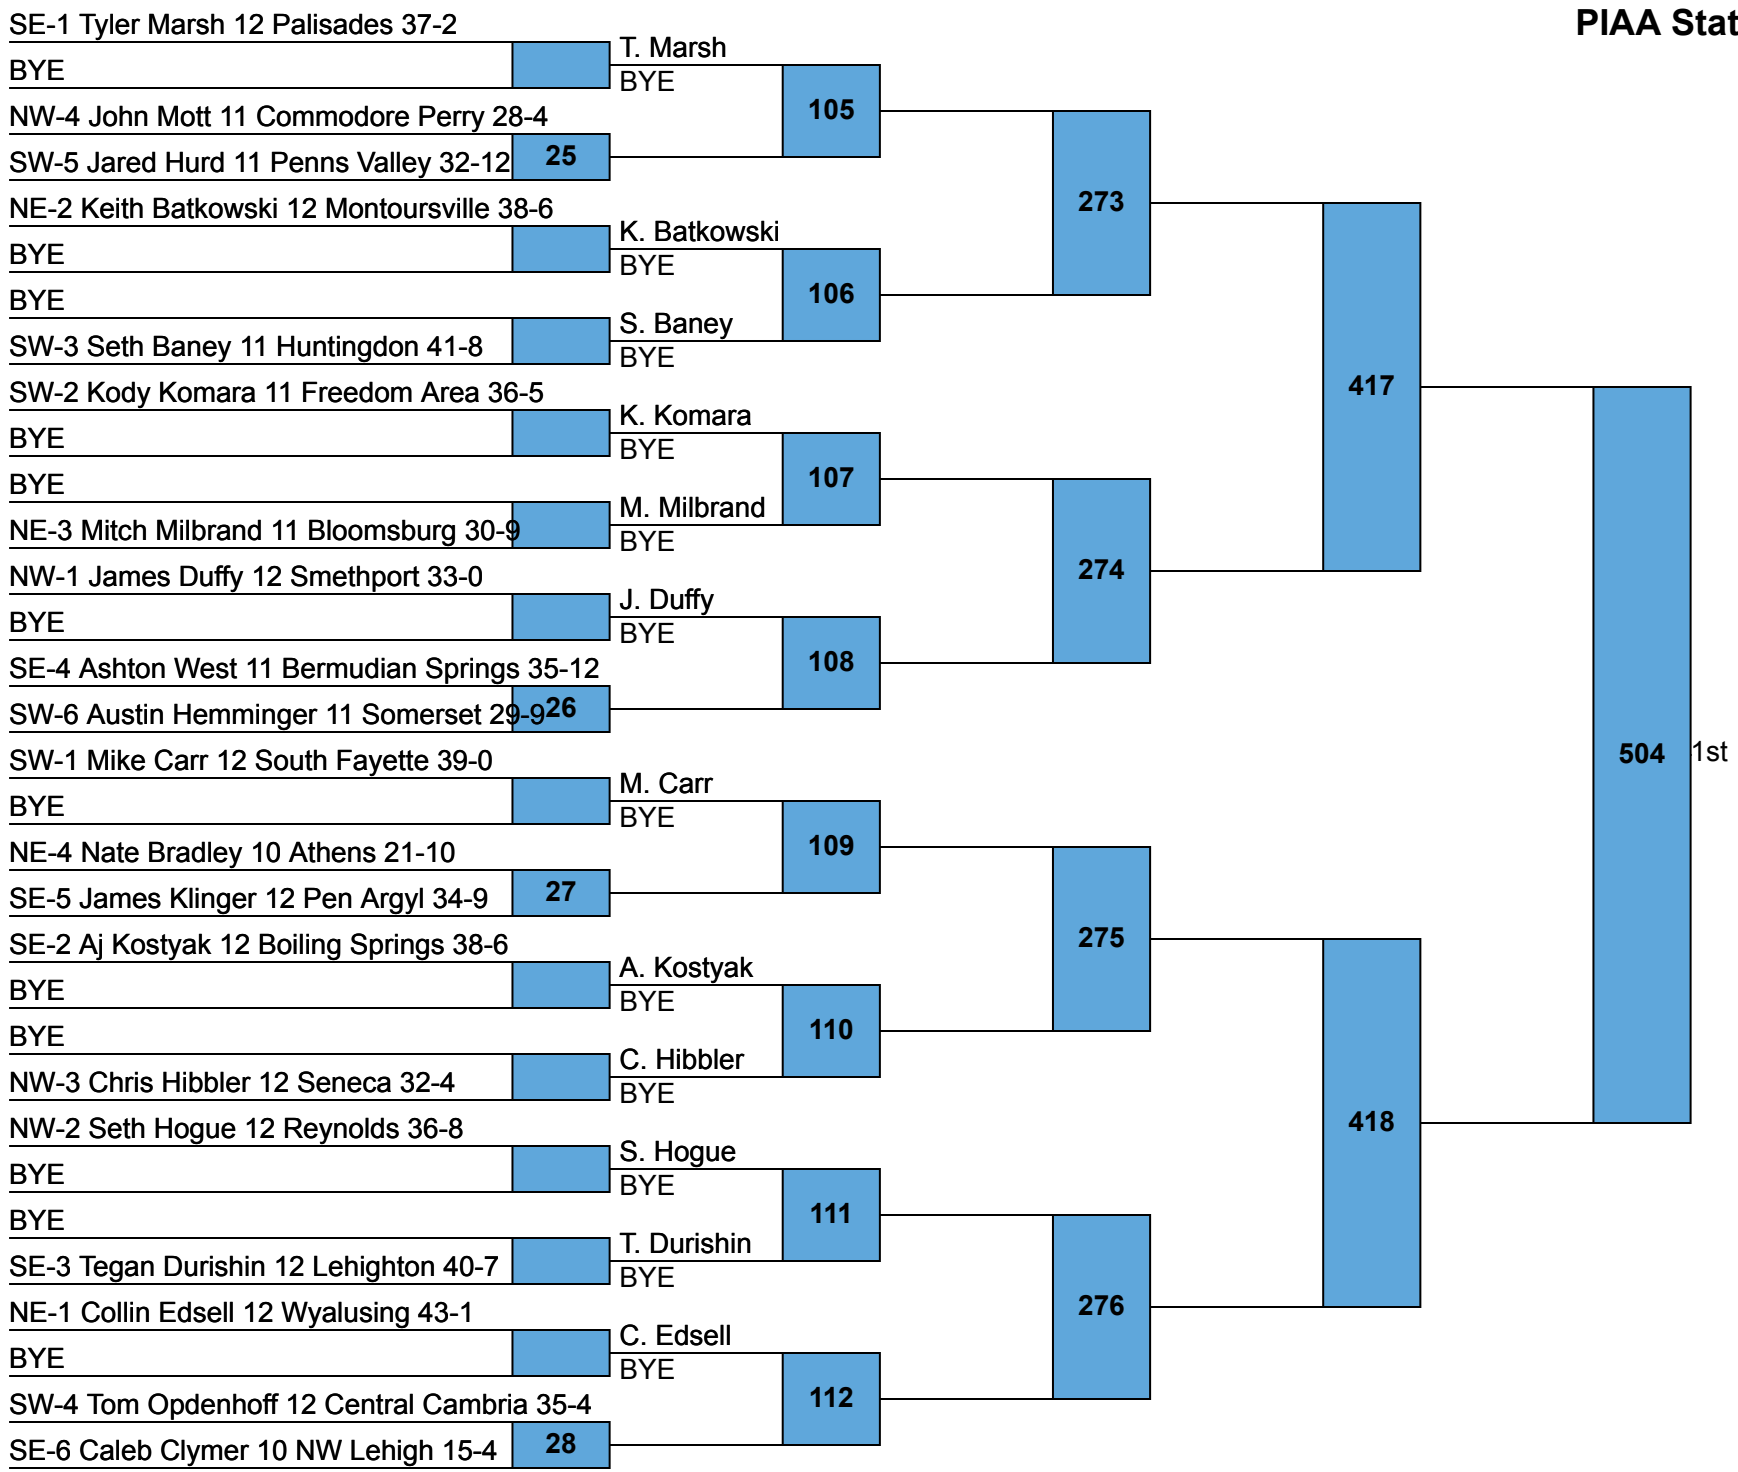 PIAA Stat
SE-1 Tyler Marsh 12 Palisades 37-2
T. Marsh
BYE
BYE
105
NW-4 John Mott 11 Commodore Perry 28-4
25
SW-5 Jared Hurd 11 Penns Valley 32-12
273
NE-2 Keith Batkowski 12 Montoursville 38-6
K. Batkowski
BYE
BYE
106
BYE
S. Baney
SW-3 Seth Baney 11 Huntingdon 41-8
BYE
417
SW-2 Kody Komara 11 Freedom Area 36-5
K. Komara
BYE
BYE
107
BYE
M. Milbrand
NE-3 Mitch Milbrand 11 Bloomsburg 30-9
BYE
274
NW-1 James Duffy 12 Smethport 33-0
J. Duffy
BYE
BYE
108
SE-4 Ashton West 11 Bermudian Springs 35-12
26
SW-6 Austin Hemminger 11 Somerset 29-9
504
1st
SW-1 Mike Carr 12 South Fayette 39-0
M. Carr
BYE
BYE
109
NE-4 Nate Bradley 10 Athens 21-10
27
SE-5 James Klinger 12 Pen Argyl 34-9
275
SE-2 Aj Kostyak 12 Boiling Springs 38-6
A. Kostyak
BYE
BYE
110
BYE
C. Hibbler
NW-3 Chris Hibbler 12 Seneca 32-4
BYE
418
NW-2 Seth Hogue 12 Reynolds 36-8
S. Hogue
BYE
BYE
111
BYE
T. Durishin
SE-3 Tegan Durishin 12 Lehighton 40-7
BYE
276
NE-1 Collin Edsell 12 Wyalusing 43-1
C. Edsell
BYE
BYE
112
SW-4 Tom Opdenhoff 12 Central Cambria 35-4
28
SE-6 Caleb Clymer 10 NW Lehigh 15-4